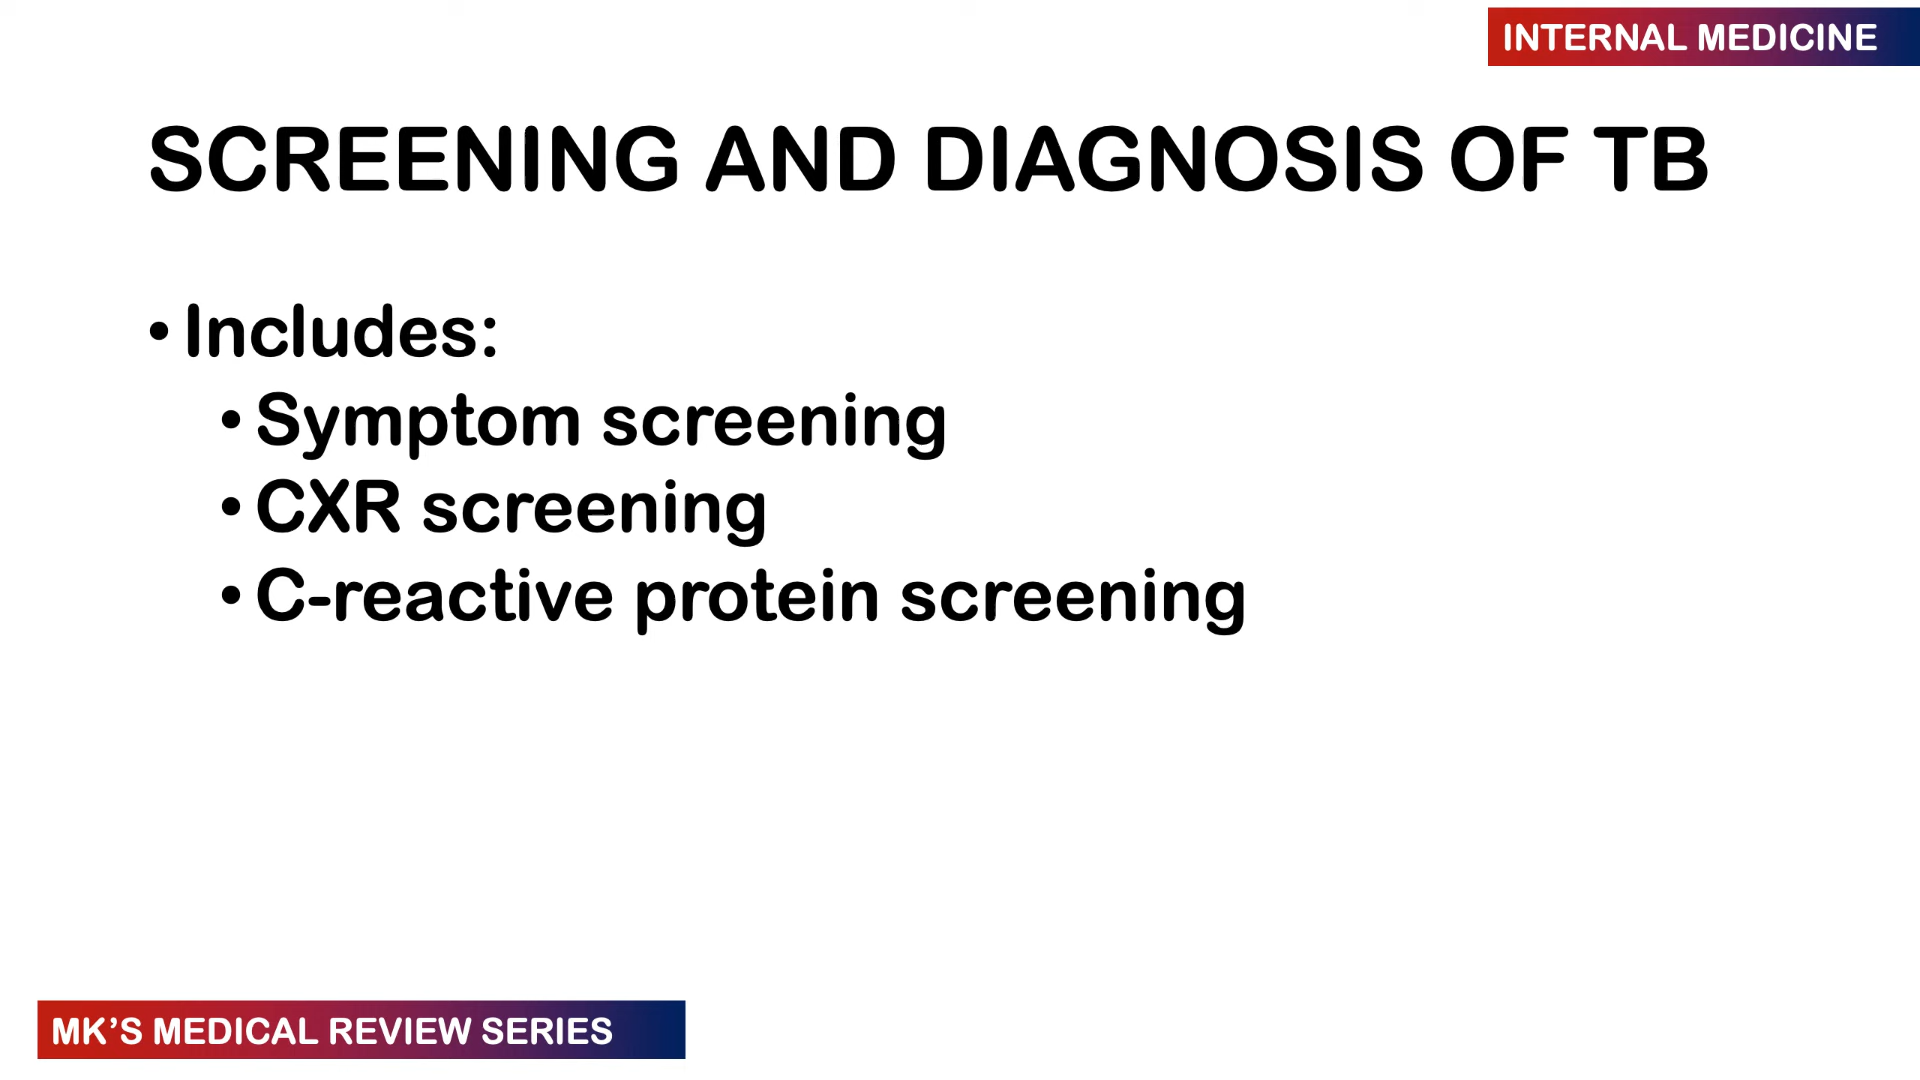 INTERNAL MEDICINE
SCREENING AND DIAGNOSIS OF TB
• Includes:
• Symptom screening
• CXR screening
• C-reactive protein screening
MK’S MEDICAL REVIEW SERIES